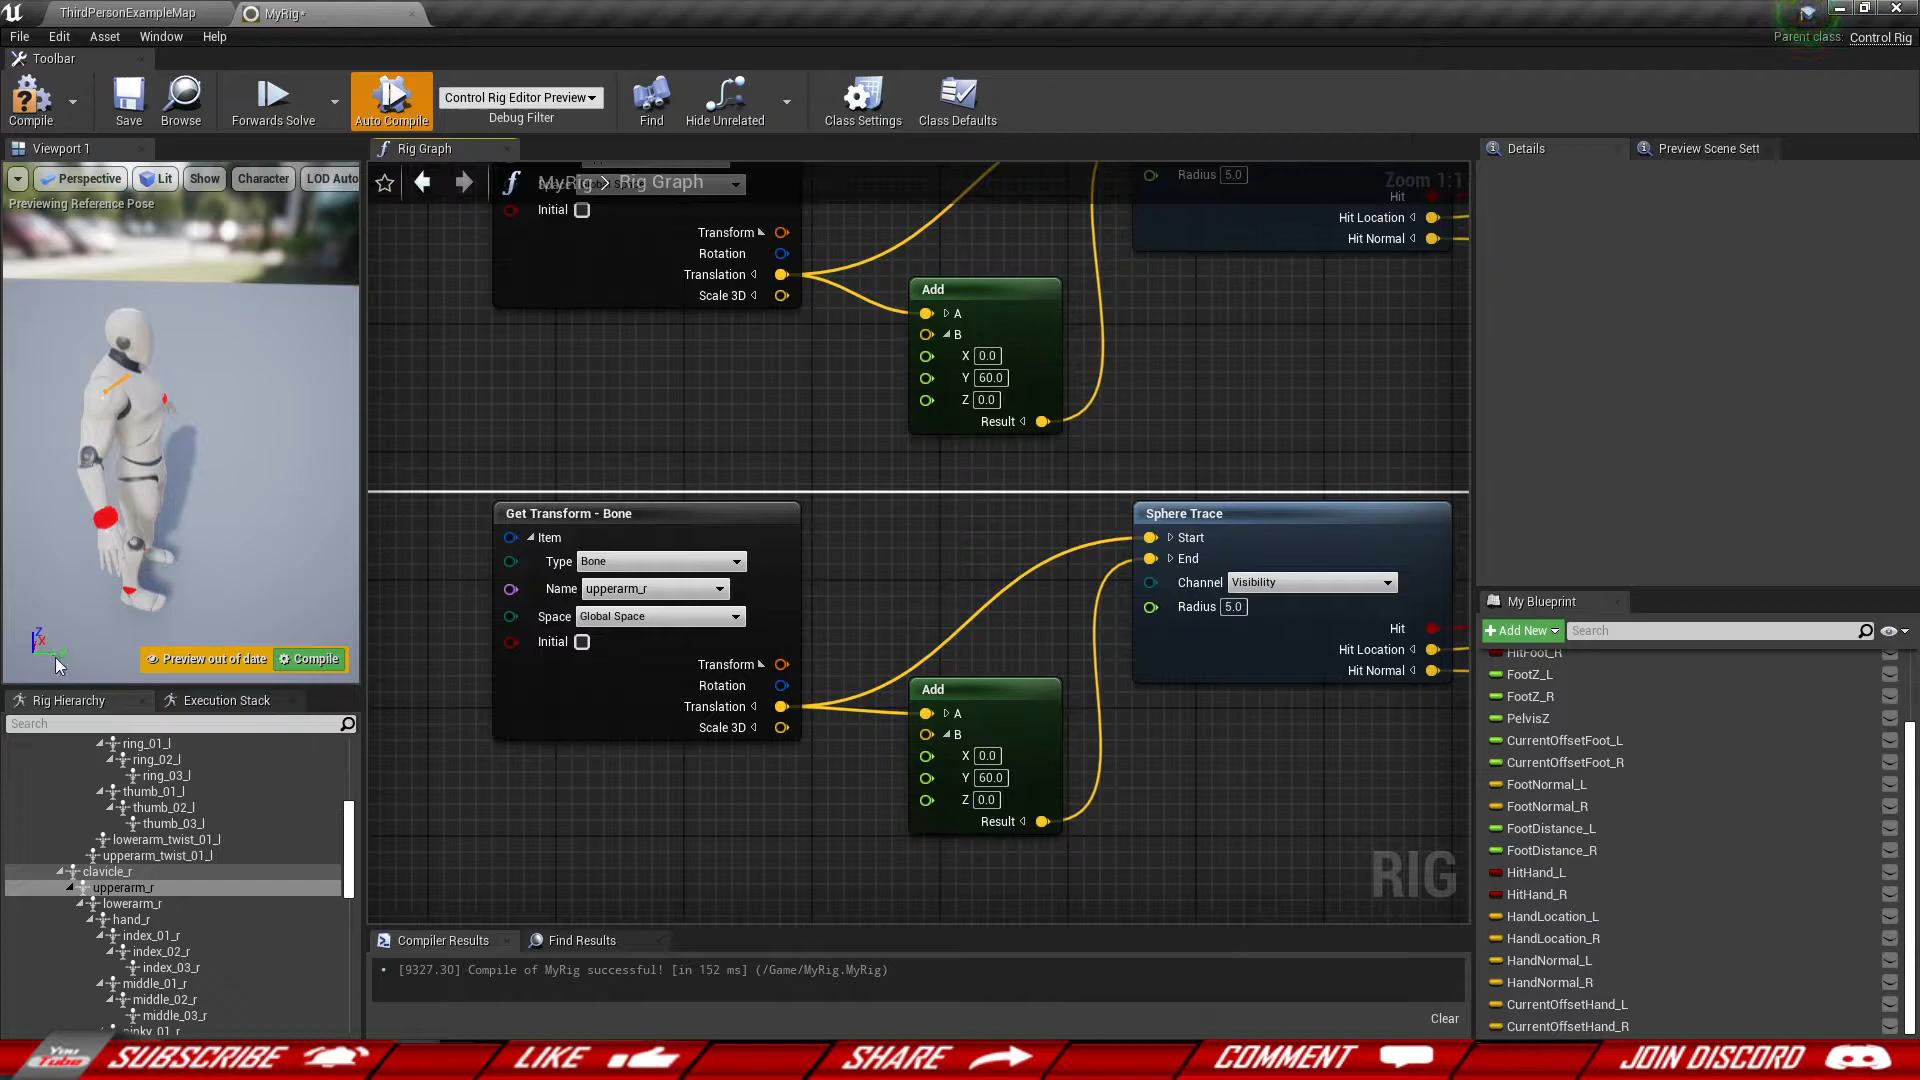 ThirdPersonExampleMap
MyRig*
File
Edit
Asset
Window
Help
Parent class: Control Rig
Toolbar
Compile
Save
Browse
Forwards Solve
Auto Compile
Control Rig Editor Preview
Debug Filter
Find
Hide Unrelated
Class Settings
Class Defaults
Viewport 1
Perspective
Lit
Show
Character
LOD Auto
Previewing Reference Pose
Z
X
Preview out of date
Compile
Rig Graph
MyRig > Rig Graph
Zoom 1:1
Initial
Transform
Rotation
Translation
Scale 3D
Add
A
B
X 0.0
Y 60.0
Z 0.0
Result
Radius 5.0
Hit
Hit Location
Hit Normal
Get Transform - Bone
Item
Type Bone
Name upperarm_r
Space Global Space
Initial
Transform
Rotation
Translation
Scale 3D
Add
A
B
X 0.0
Y 60.0
Z 0.0
Result
Sphere Trace
Start
End
Channel Visibility
Radius 5.0
Hit
Hit Location
Hit Normal
RIG
Details
Preview Scene Sett
My Blueprint
+ Add New
Search
HitFoot_R
FootZ_L
FootZ_R
PelvisZ
CurrentOffsetFoot_L
CurrentOffsetFoot_R
FootNormal_L
FootNormal_R
FootDistance_L
FootDistance_R
HitHand_L
HitHand_R
HandLocation_L
HandLocation_R
HandNormal_L
HandNormal_R
CurrentOffsetHand_L
CurrentOffsetHand_R
Rig Hierarchy
Execution Stack
Search
ring_01_l
ring_02_l
ring_03_l
thumb_01_l
thumb_02_l
thumb_03_l
lowerarm_twist_01_l
upperarm_twist_01_l
clavicle_r
upperarm_r
lowerarm_r
hand_r
index_01_r
index_02_r
index_03_r
middle_01_r
middle_02_r
middle_03_r
pinky_01_r
Compiler Results
Find Results
• [9327.30] Compile of MyRig successful! [in 152 ms] (/Game/MyRig.MyRig)
Clear
You Tube
SUBSCRIBE
LIKE
SHARE
COMMENT
JOIN DISCORD